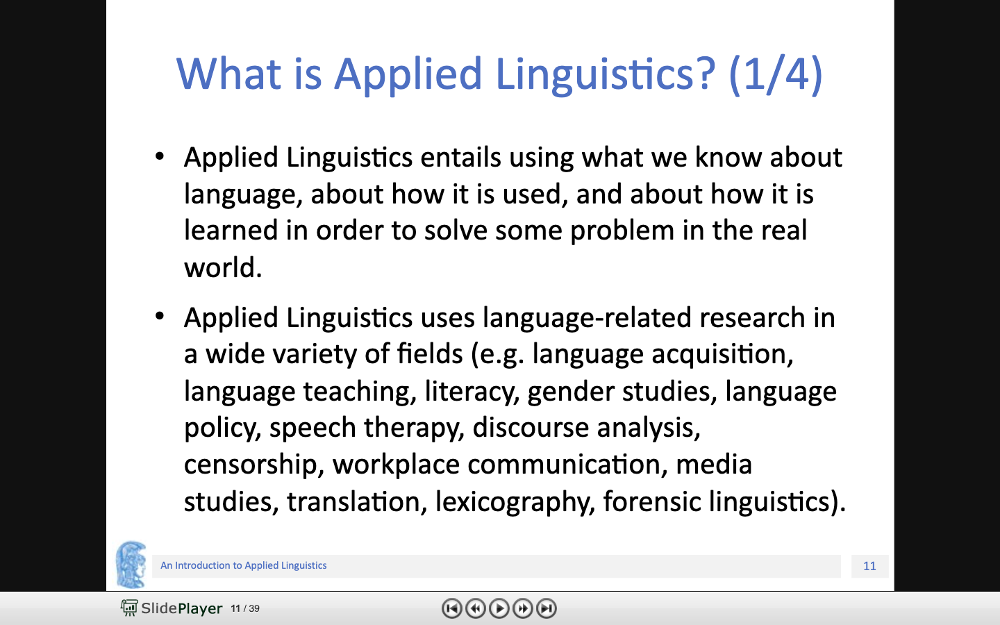 What is Applied Linguistics? (1/4)
• Applied Linguistics entails using what we know about
language, about how it is used, and about how it is
learned in order to solve some problem in the real
world.
• Applied Linguistics uses language-related research in
a wide variety of fields (e.g. language acquisition,
language teaching, literacy, gender studies, language
policy, speech therapy, discourse analysis,
censorship, workplace communication, media
studies, translation, lexicography, forensic linguistics).
An Introduction to Applied Linguistics 11
SlidePlayer 11 / 39